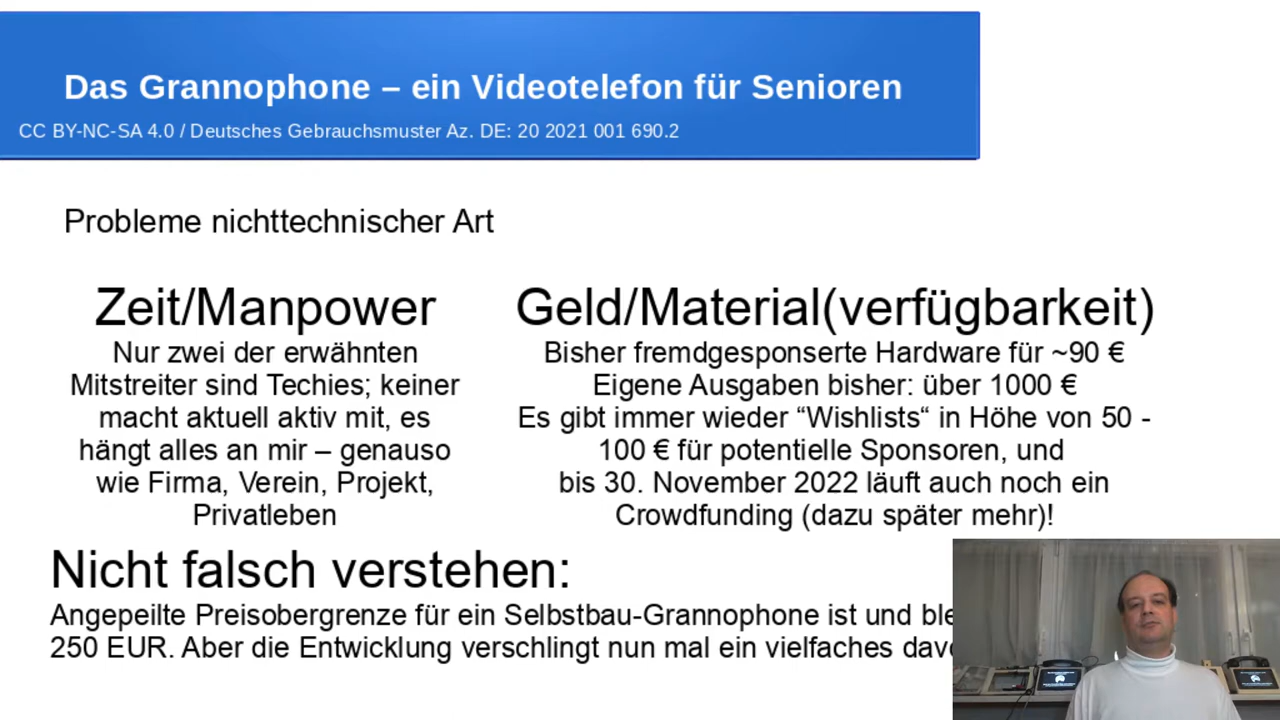 Das Grannophone – ein Videotelefon für Senioren
CC BY-NC-SA 4.0 / Deutsches Gebrauchsmuster Az. DE: 20 2021 001 690.2
Probleme nichttechnischer Art
Zeit/Manpower
Nur zwei der erwähnten
Mitstreiter sind Techies; keiner
macht aktuell aktiv mit, es
hängt alles an mir – genauso
wie Firma, Verein, Projekt,
Privatleben
Geld/Material(verfügbarkeit)
Bisher fremdgesponserte Hardware für ~90 €
Eigene Ausgaben bisher: über 1000 €
Es gibt immer wieder “Wishlists“ in Höhe von 50 -
100 € für potentielle Sponsoren, und
bis 30. November 2022 läuft auch noch ein
Crowdfunding (dazu später mehr)!
Nicht falsch verstehen:
Angepeilte Preisobergrenze für ein Selbstbau-Grannophone ist und
250 EUR. Aber die Entwicklung verschlingt nun mal ein vielfaches